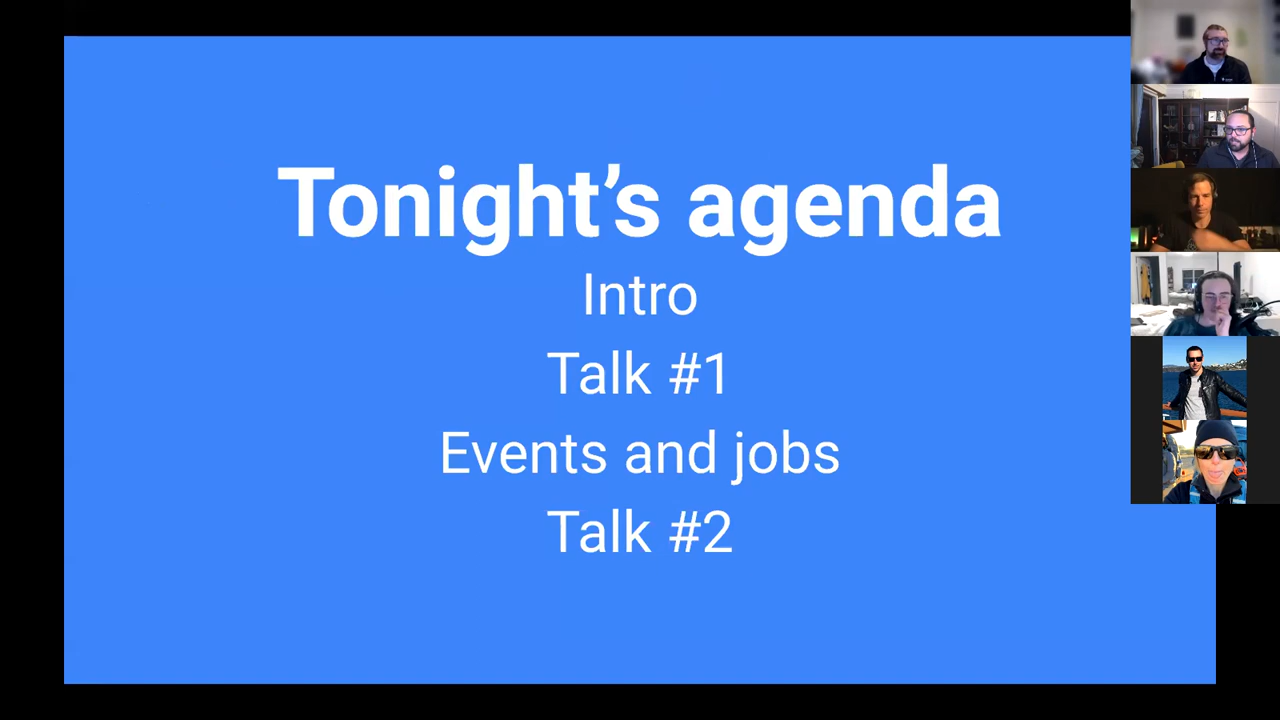 Tonight's agenda
Intro
Talk #1
Events and jobs
Talk #2